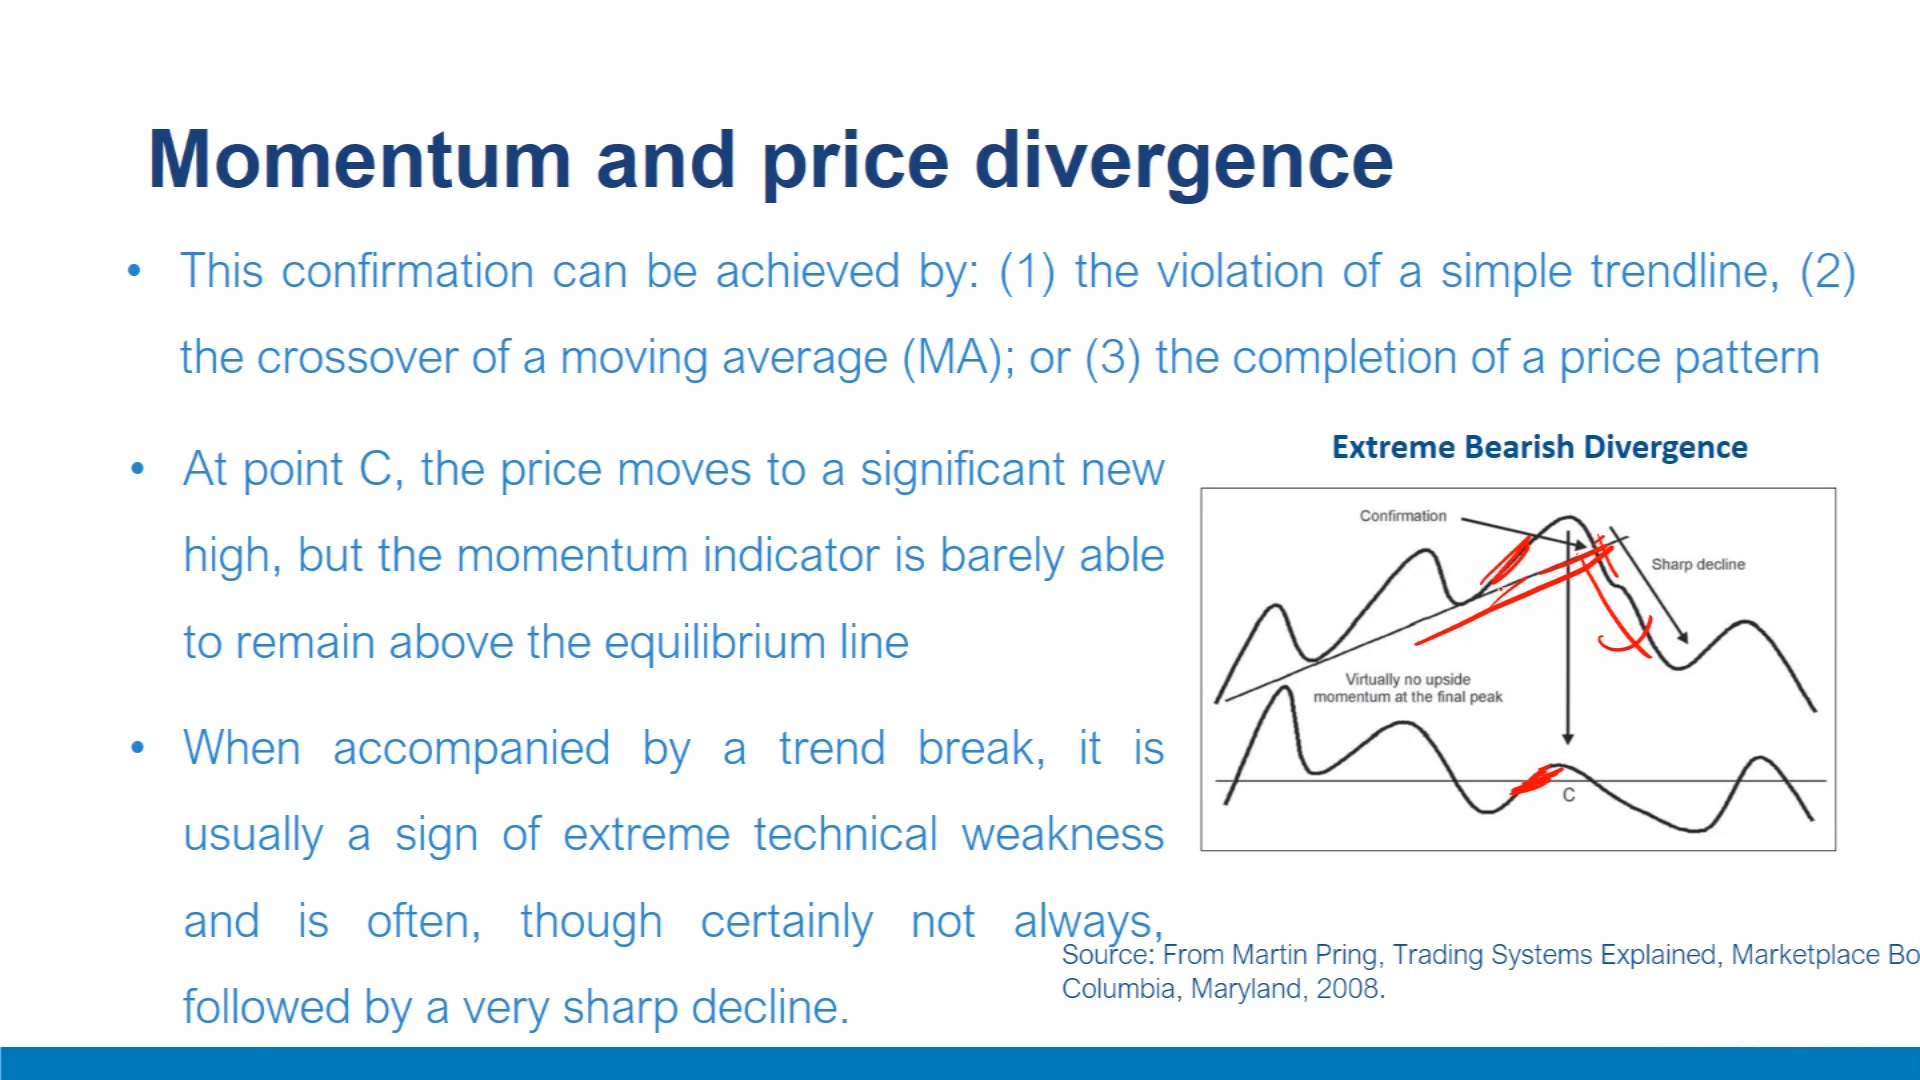 Momentum and price divergence
• This confirmation can be achieved by: (1) the violation of a simple trendline, (2)
the crossover of a moving average (MA); or (3) the completion of a price pattern
• At point C, the price moves to a significant new
high, but the momentum indicator is barely able
to remain above the equilibrium line
• When accompanied by a trend break, it is
usually a sign of extreme technical weakness
and is often, though certainly not always,
followed by a very sharp decline.
Extreme Bearish Divergence
Confirmation
Sharp decline
Virtually no upside
momentum at the final peak
C
Source: From Martin Pring, Trading Systems Explained, Marketplace Bo
Columbia, Maryland, 2008.